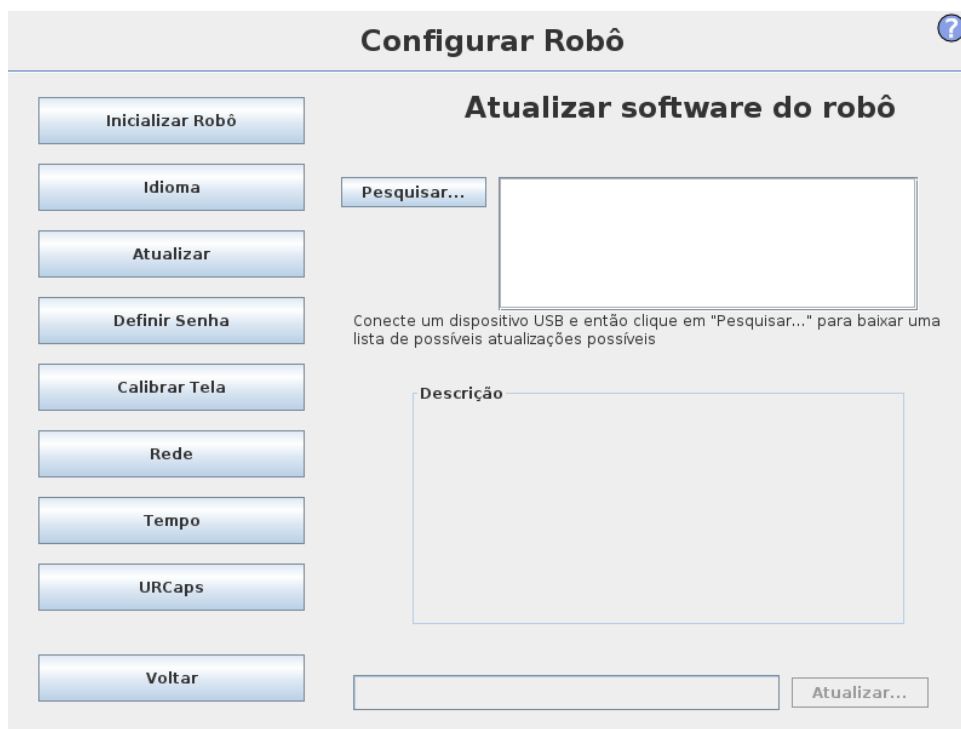 Configurar Robô
?
Inicializar Robô
Idioma
Atualizar
Definir Senha
Calibrar Tela
Rede
Tempo
URCaps
Voltar
Atualizar software do robô
Pesquisar...
Conecte um dispositivo USB e então clique em "Pesquisar..." para baixar uma
lista de possíveis atualizações possíveis
Descrição
Atualizar...